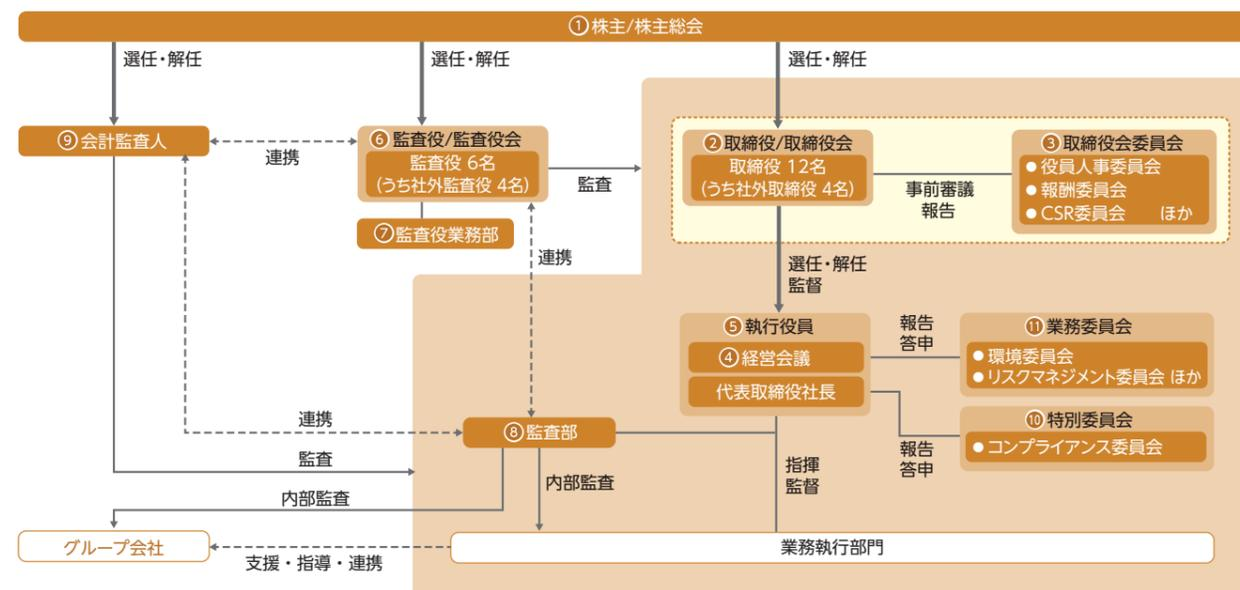 ①株主/株主総会
選任・解任
選任・解任
選任・解任
⑨会計監査人
連携
⑥監査役/監査役会
監査役 6名
(うち社外監査役 4名)
監査
⑦監査役業務部
連携
②取締役/取締役会
取締役 12名
(うち社外取締役 4名)
事前審議
報告
③取締役会委員会
●役員人事委員会
●報酬委員会
●CSR委員会 ほか
選任・解任
監督
⑤執行役員
④経営会議
代表取締役社長
報告
答申
⑪業務委員会
●環境委員会
●リスクマネジメント委員会 ほか
報告
答申
⑩特別委員会
●コンプライアンス委員会
連携
⑧監査部
監査
内部監査
内部監査
指揮
監督
グループ会社
支援・指導・連携
業務執行部門